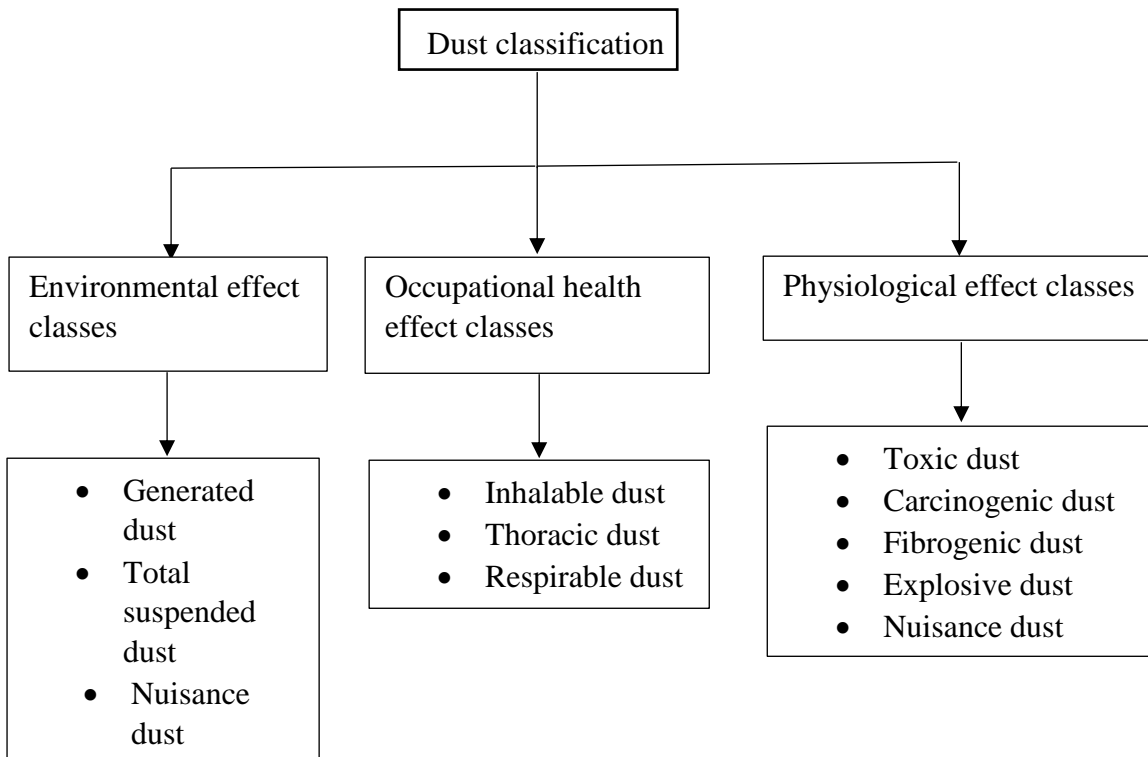 Dust classification
Environmental effect
classes
Occupational health
effect classes
Physiological effect classes
• Generated
dust
• Total
suspended
dust
• Nuisance
dust
• Inhalable dust
• Thoracic dust
• Respirable dust
• Toxic dust
• Carcinogenic dust
• Fibrogenic dust
• Explosive dust
• Nuisance dust